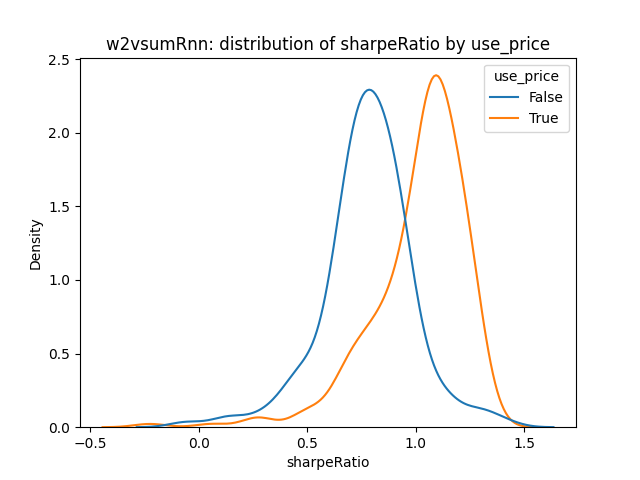 w2vsumRnn: distribution of sharpeRatio by use_price
use_price
False
True
Density
2.5
2.0
1.5
1.0
0.5
0.0
−0.5
0.0
0.5
1.0
1.5
sharpeRatio